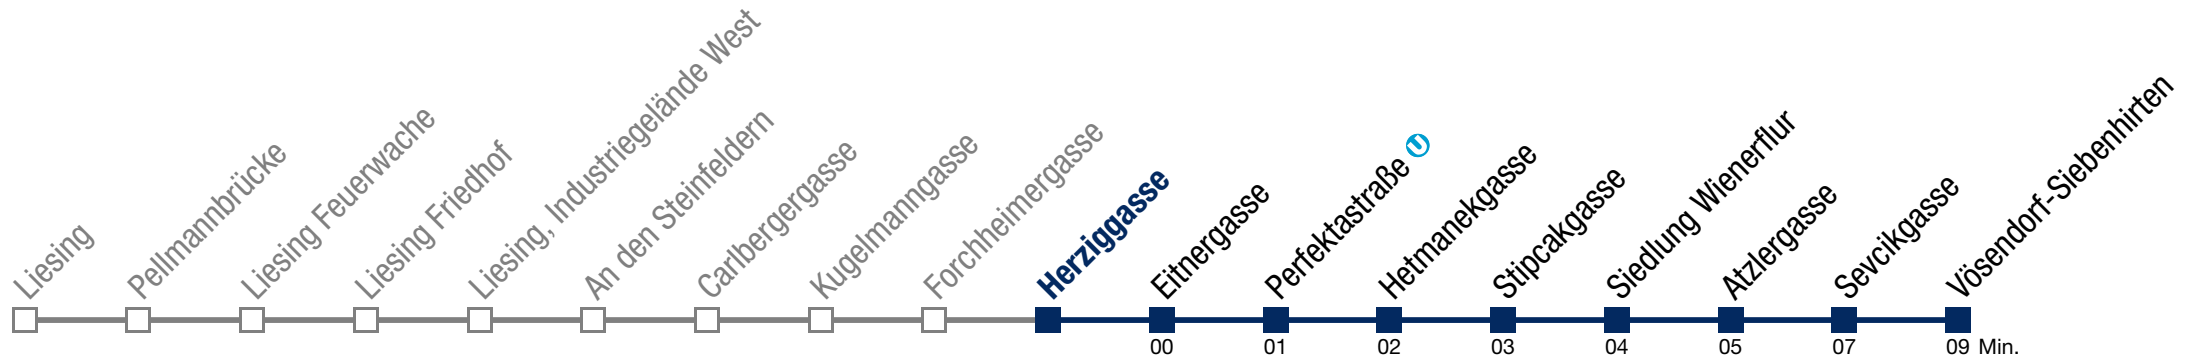 Liesing
Pellmannbrücke
Liesing Feuerwache
Liesing Friedhof
Liesing, Industriegelände West
An den Steinfeldern
Carlbergergasse
Kugelmanngasse
Forchheimergasse
Herziggasse
Eitnergasse
Perfektastraße U
Hetmanekgasse
Stipcakgasse
Siedlung Wienerflur
Atzlergasse
Sevcikgasse
Vösendorf-Siebenhirten
00 01 02 03 04 05 07 09 Min.